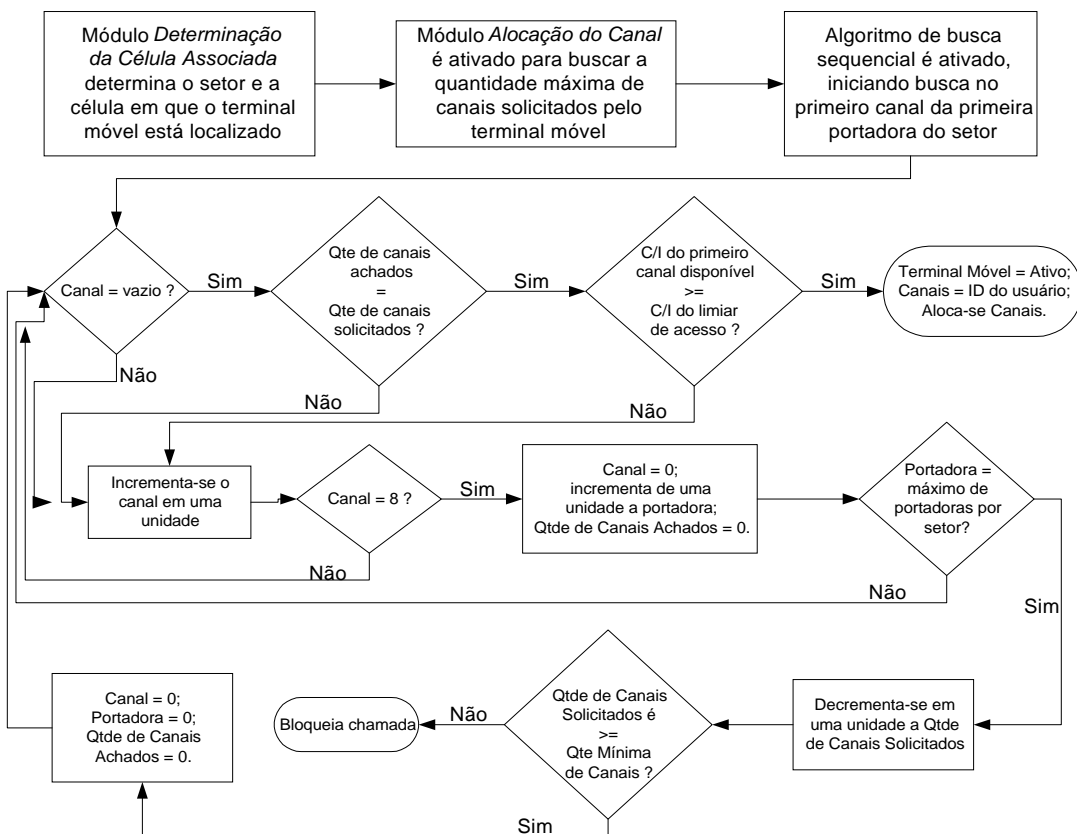 Módulo Determinação
da Célula Associada
determina o setor e a
célula em que o terminal
móvel está localizado
Módulo Alocação do Canal
é ativado para buscar a
quantidade máxima de
canais solicitados pelo
terminal móvel
Algoritmo de busca
sequencial é ativado,
iniciando busca no
primeiro canal da primeira
portadora do setor
Canal = vazio ?
Sim
Não
Qte de canais
achados
=
Qte de canais
solicitados ?
Sim
Não
C/I do primeiro
canal disponível
>=
C/I do limiar
de acesso ?
Sim
Não
Terminal Móvel = Ativo;
Canais = ID do usuário;
Aloca-se Canais.
Incrementa-se o
canal em uma
unidade
Canal = 8 ?
Sim
Não
Canal = 0;
incrementa de uma
unidade a portadora;
Qtde de Canais Achados = 0.
Portadora =
máximo de
portadoras por
setor?
Não
Sim
Decrementa-se em
uma unidade a Qtde
de Canais Solicitados
Qtde de Canais
Solicitados é
>=
Qte Mínima
de Canais ?
Não
Sim
Bloqueia chamada
Canal = 0;
Portadora = 0;
Qtde de Canais
Achados = 0.